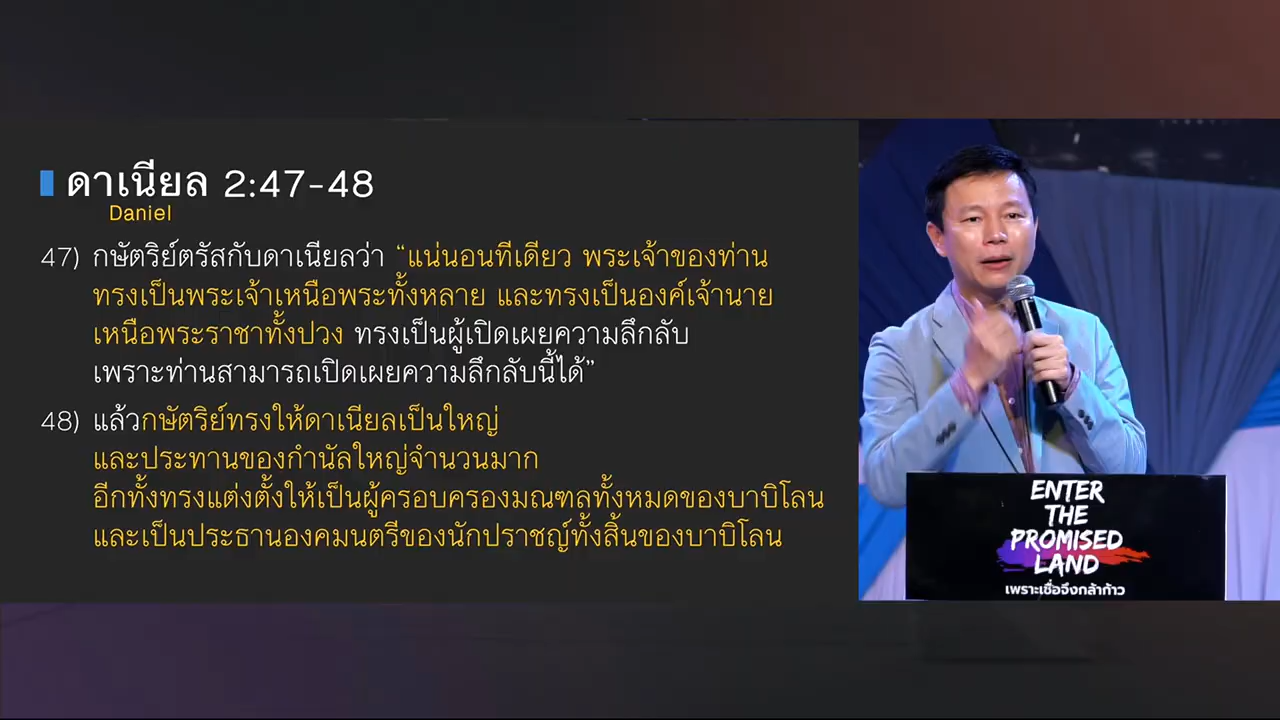 ดาเนียล 2:47-48
Daniel
47) กษัตริย์ตรัสกับดาเนียลว่า “แน่นอนทีเดียว พระเจ้าของท่าน
ทรงเป็นพระเจ้าเหนือพระทั้งหลาย และทรงเป็นองค์เจ้านาย
เหนือพระราชาทั้งปวง ทรงเป็นผู้เปิดเผยความลึกลับ
เพราะท่านสามารถเปิดเผยความลึกลับนี้ได้”
48) แล้วกษัตริย์ทรงให้ดาเนียลเป็นใหญ่
และประทานของกำนัลใหญ่จำนวนมาก
อีกทั้งทรงแต่งตั้งให้เป็นผู้ครอบครองมณฑลทั้งหมดของบาบิโลน
และเป็นประธานองคมนตรีของนักปราชญ์ทั้งสิ้นของบาบิโลน
ENTER
THE
PROMISED
LAND
เพราะเชื่อจึงกล้าก้าว